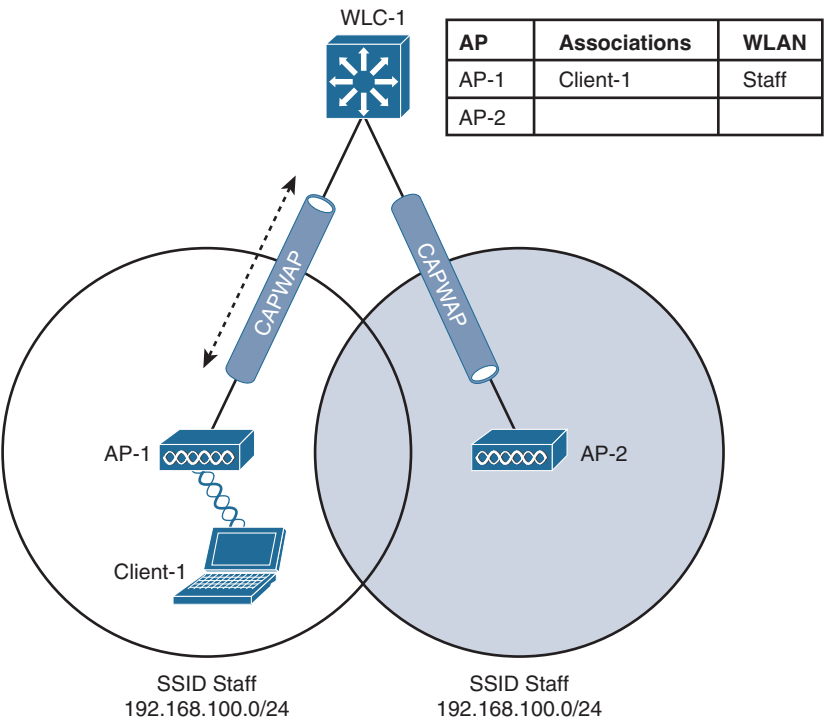 WLC-1
AP Associations WLAN
AP-1 Client-1 Staff
AP-2
CAPWAP
CAPWAP
AP-1
AP-2
Client-1
SSID Staff
192.168.100.0/24
SSID Staff
192.168.100.0/24